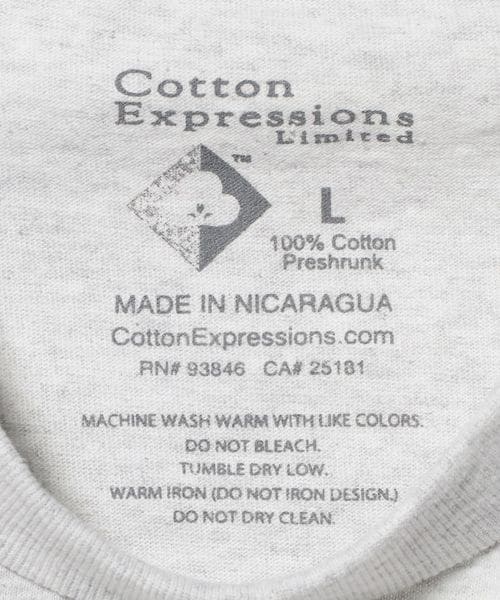 Cotton
Expressions
Limited
™
L
100% Cotton
Preshrunk
MADE IN NICARAGUA
CottonExpressions.com
RN# 93846 CA# 25181
MACHINE WASH WARM WITH LIKE COLORS.
DO NOT BLEACH.
TUMBLE DRY LOW.
WARM IRON (DO NOT IRON DESIGN.)
DO NOT DRY CLEAN.